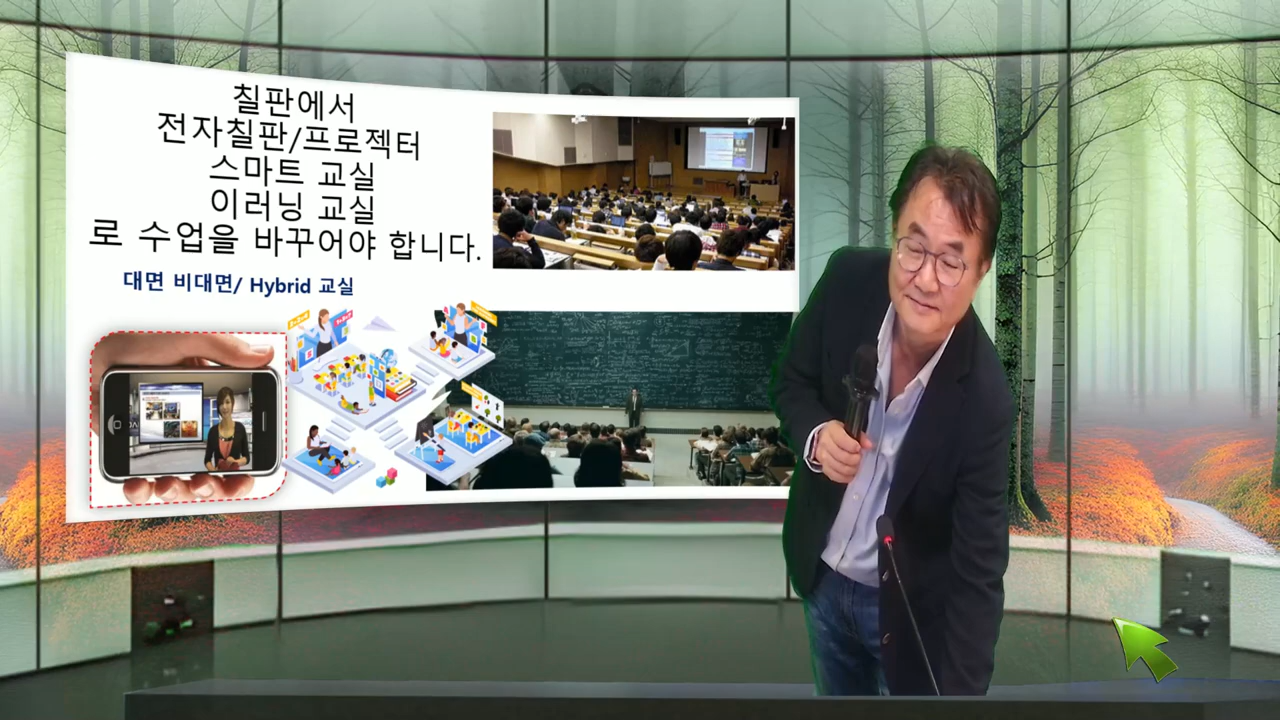 칠판에서
전자칠판/프로젝터
스마트 교실
이러닝 교실
로 수업을 바꾸어야 합니다.
대면 비대면/ Hybrid 교실